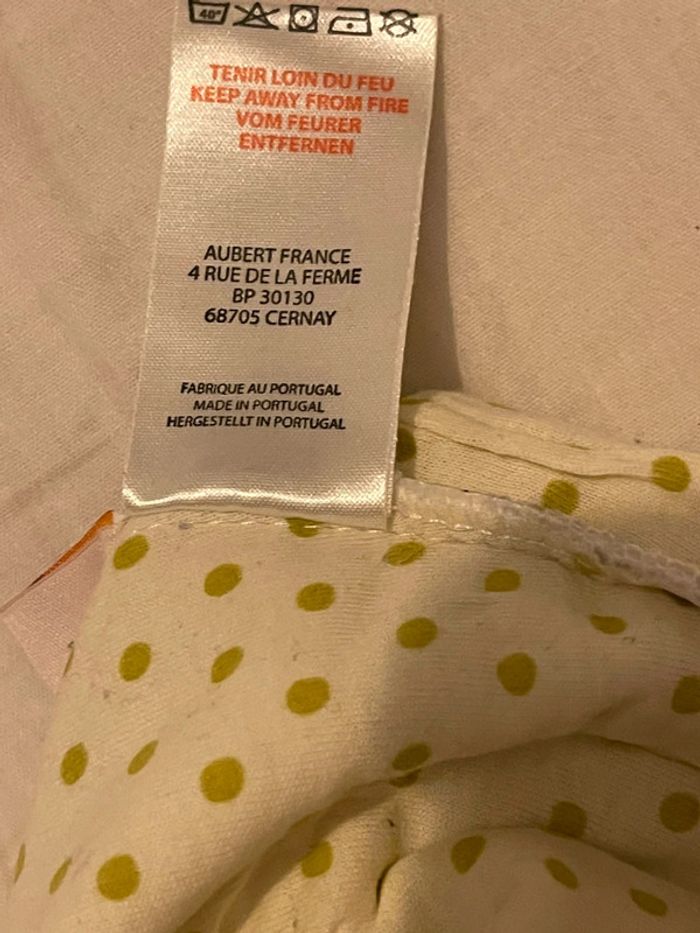 40°
TENIR LOIN DU FEU
KEEP AWAY FROM FIRE
VOM FEURER
ENTFERNEN
AUBERT FRANCE
4 RUE DE LA FERME
BP 30130
68705 CERNAY
FABRIQUE AU PORTUGAL
MADE IN PORTUGAL
HERGESTELLT IN PORTUGAL